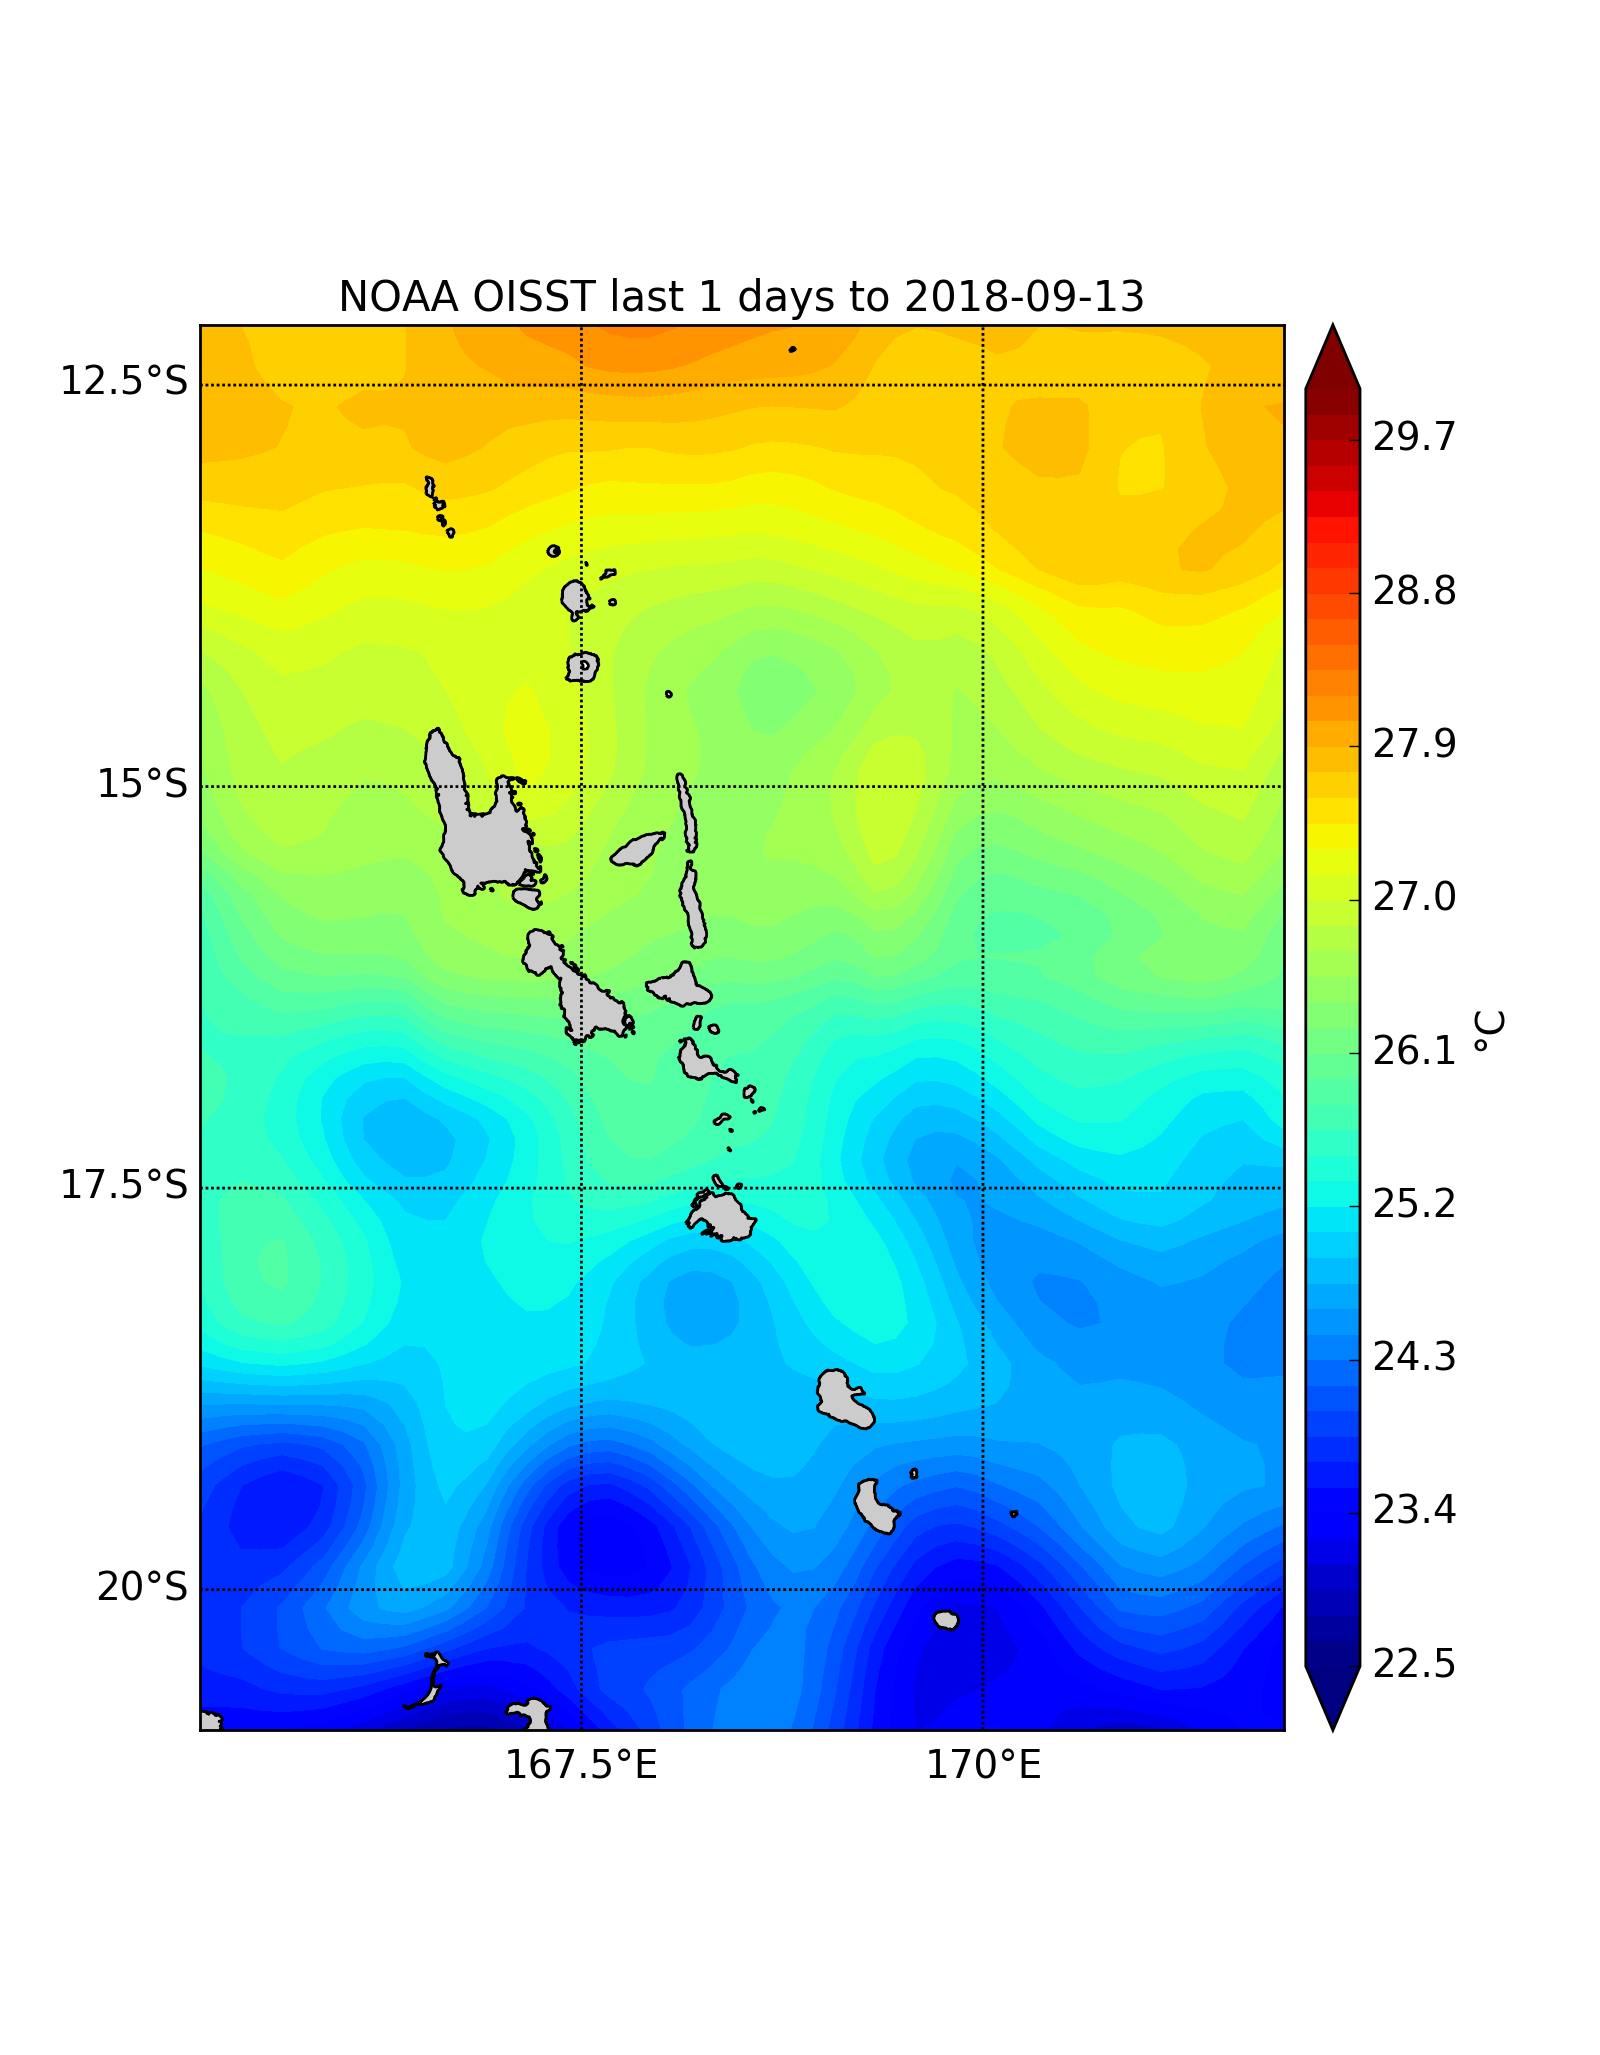 NOAA OISST last 1 days to 2018-09-13
12.5°S
15°S
17.5°S
20°S
167.5°E
170°E
29.7
28.8
27.9
27.0
26.1
25.2
24.3
23.4
22.5
°C